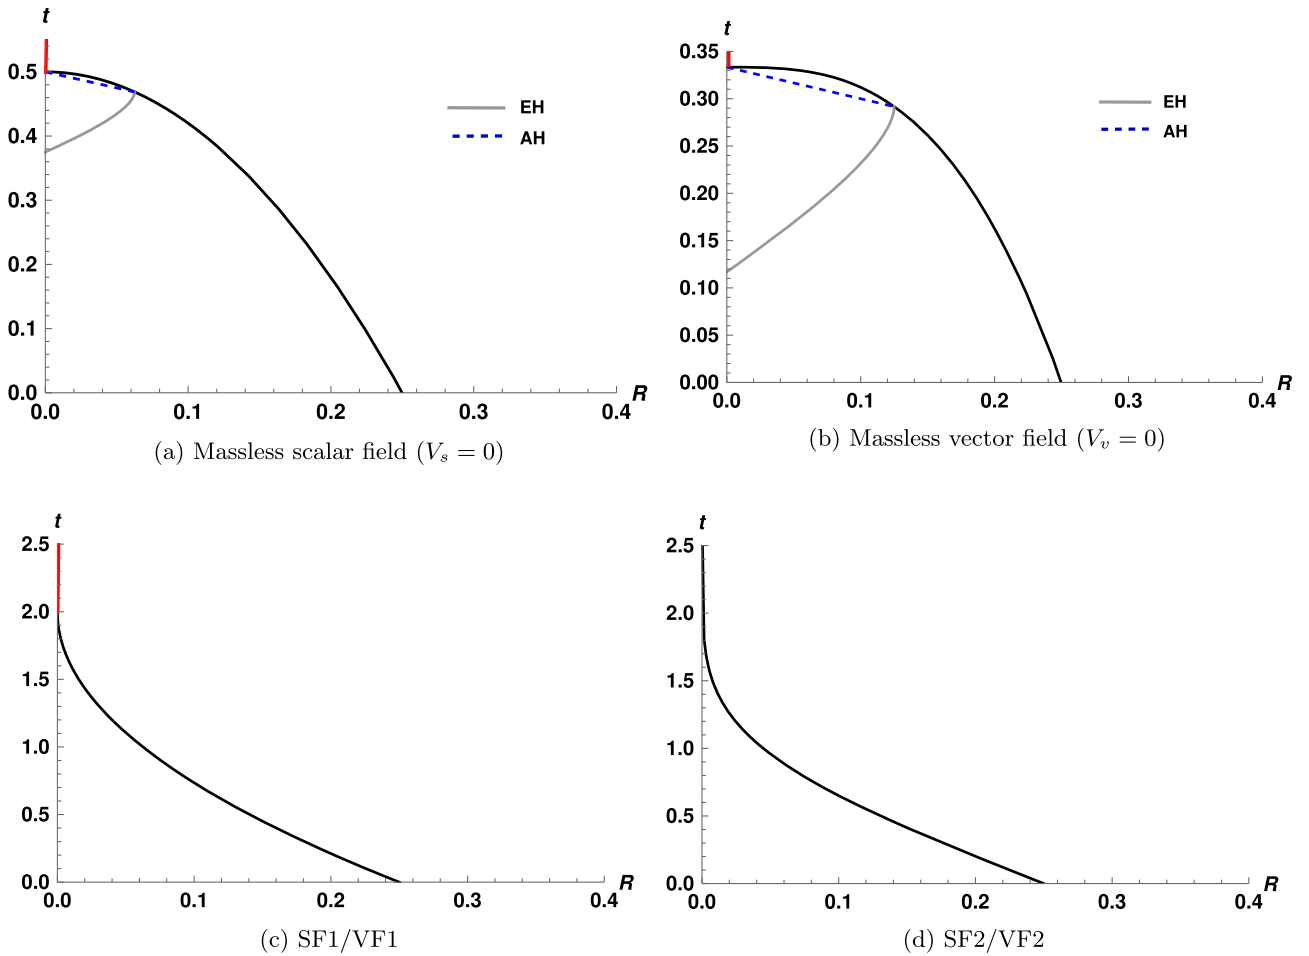 t
0.5
0.4
0.3
0.2
0.1
0.0
0.0 0.1 0.2 0.3 0.4
R
EH
AH
(a) Massless scalar field (V_s = 0)
t
0.35
0.30
0.25
0.20
0.15
0.10
0.05
0.00
0.0 0.1 0.2 0.3 0.4
R
EH
AH
(b) Massless vector field (V_v = 0)
t
2.5
2.0
1.5
1.0
0.5
0.0
0.0 0.1 0.2 0.3 0.4
R
(c) SF1/VF1
t
2.5
2.0
1.5
1.0
0.5
0.0
0.0 0.1 0.2 0.3 0.4
R
(d) SF2/VF2